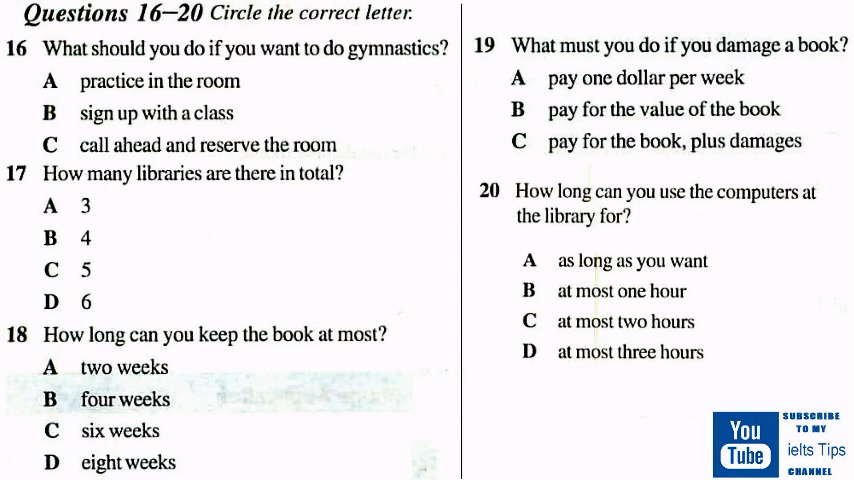 Questions 16–20 Circle the correct letter.
16 What should you do if you want to do gymnastics?
A practice in the room
B sign up with a class
C call ahead and reserve the room
17 How many libraries are there in total?
A 3
B 4
C 5
D 6
18 How long can you keep the book at most?
A two weeks
B four weeks
C six weeks
D eight weeks
19 What must you do if you damage a book?
A pay one dollar per week
B pay for the value of the book
C pay for the book, plus damages
20 How long can you use the computers at
the library for?
A as long as you want
B at most one hour
C at most two hours
D at most three hours
You
Tube
SUBSCRIBE
TO MY
ielts Tips
CHANNEL